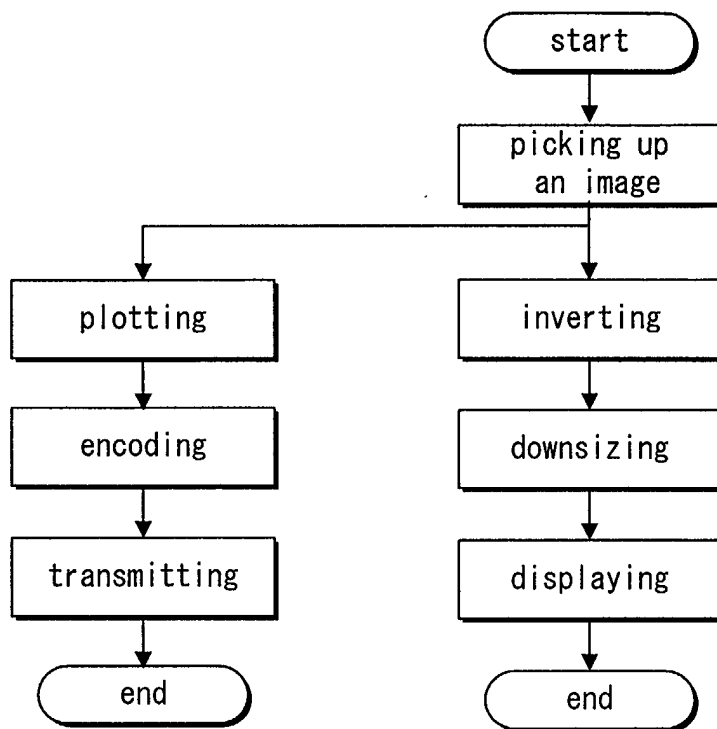 start
picking up
an image
plotting
inverting
encoding
downsizing
transmitting
displaying
end
end